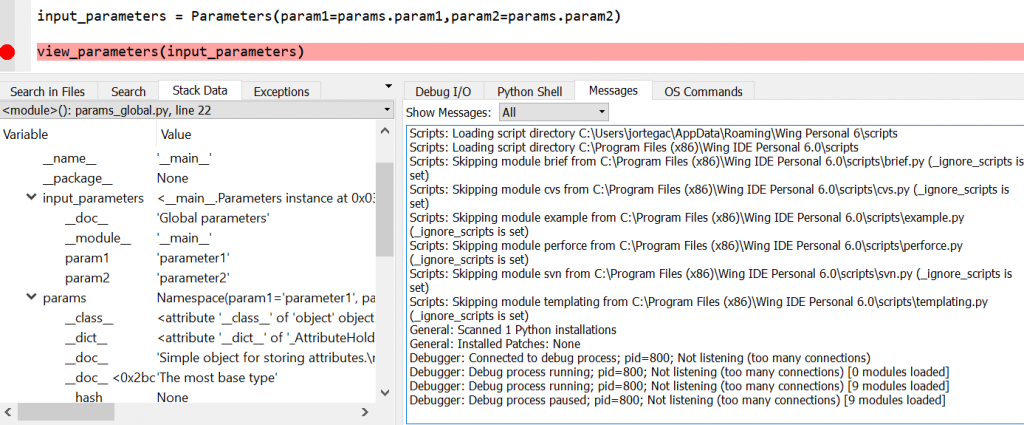 input_parameters = Parameters(param1=params.param1,param2=params.param2)
view_parameters(input_parameters)
Search in Files Search Stack Data Exceptions
<module>(): params_global.py, line 22
Variable Value
__name__ '__main__'
__package__ None
input_parameters <__main__.Parameters instance at 0x03
__doc__ 'Global parameters'
__module__ '__main__'
param1 'parameter1'
param2 'parameter2'
params Namespace(param1='parameter1', pa
__class__ <attribute '__class__' of 'object' object
__dict__ <attribute '__dict__' of '_AttributeHold
__doc__ 'Simple object for storing attributes.\r
__doc__ <0x2bc 'The most base type'
hash None
Debug I/O Python Shell Messages OS Commands
Show Messages: All
Scripts: Loading script directory C:\Users\jortegac\AppData\Roaming\Wing Personal 6\scripts
Scripts: Loading script directory C:\Program Files (x86)\Wing IDE Personal 6.0\scripts
Scripts: Skipping module brief from C:\Program Files (x86)\Wing IDE Personal 6.0\scripts\brief.py (_ignore_scripts is
set)
Scripts: Skipping module cvs from C:\Program Files (x86)\Wing IDE Personal 6.0\scripts\cvs.py (_ignore_scripts is
set)
Scripts: Skipping module example from C:\Program Files (x86)\Wing IDE Personal 6.0\scripts\example.py
(_ignore_scripts is set)
Scripts: Skipping module perforce from C:\Program Files (x86)\Wing IDE Personal 6.0\scripts\perforce.py
(_ignore_scripts is set)
Scripts: Skipping module svn from C:\Program Files (x86)\Wing IDE Personal 6.0\scripts\svn.py (_ignore_scripts is
set)
Scripts: Skipping module templating from C:\Program Files (x86)\Wing IDE Personal 6.0\scripts\templating.py
(_ignore_scripts is set)
General: Scanned 1 Python installations
General: Installed Patches: None
Debugger: Connected to debug process; pid=800; Not listening (too many connections)
Debugger: Debug process running; pid=800; Not listening (too many connections) [0 modules loaded]
Debugger: Debug process running; pid=800; Not listening (too many connections) [9 modules loaded]
Debugger: Debug process paused; pid=800; Not listening (too many connections) [9 modules loaded]